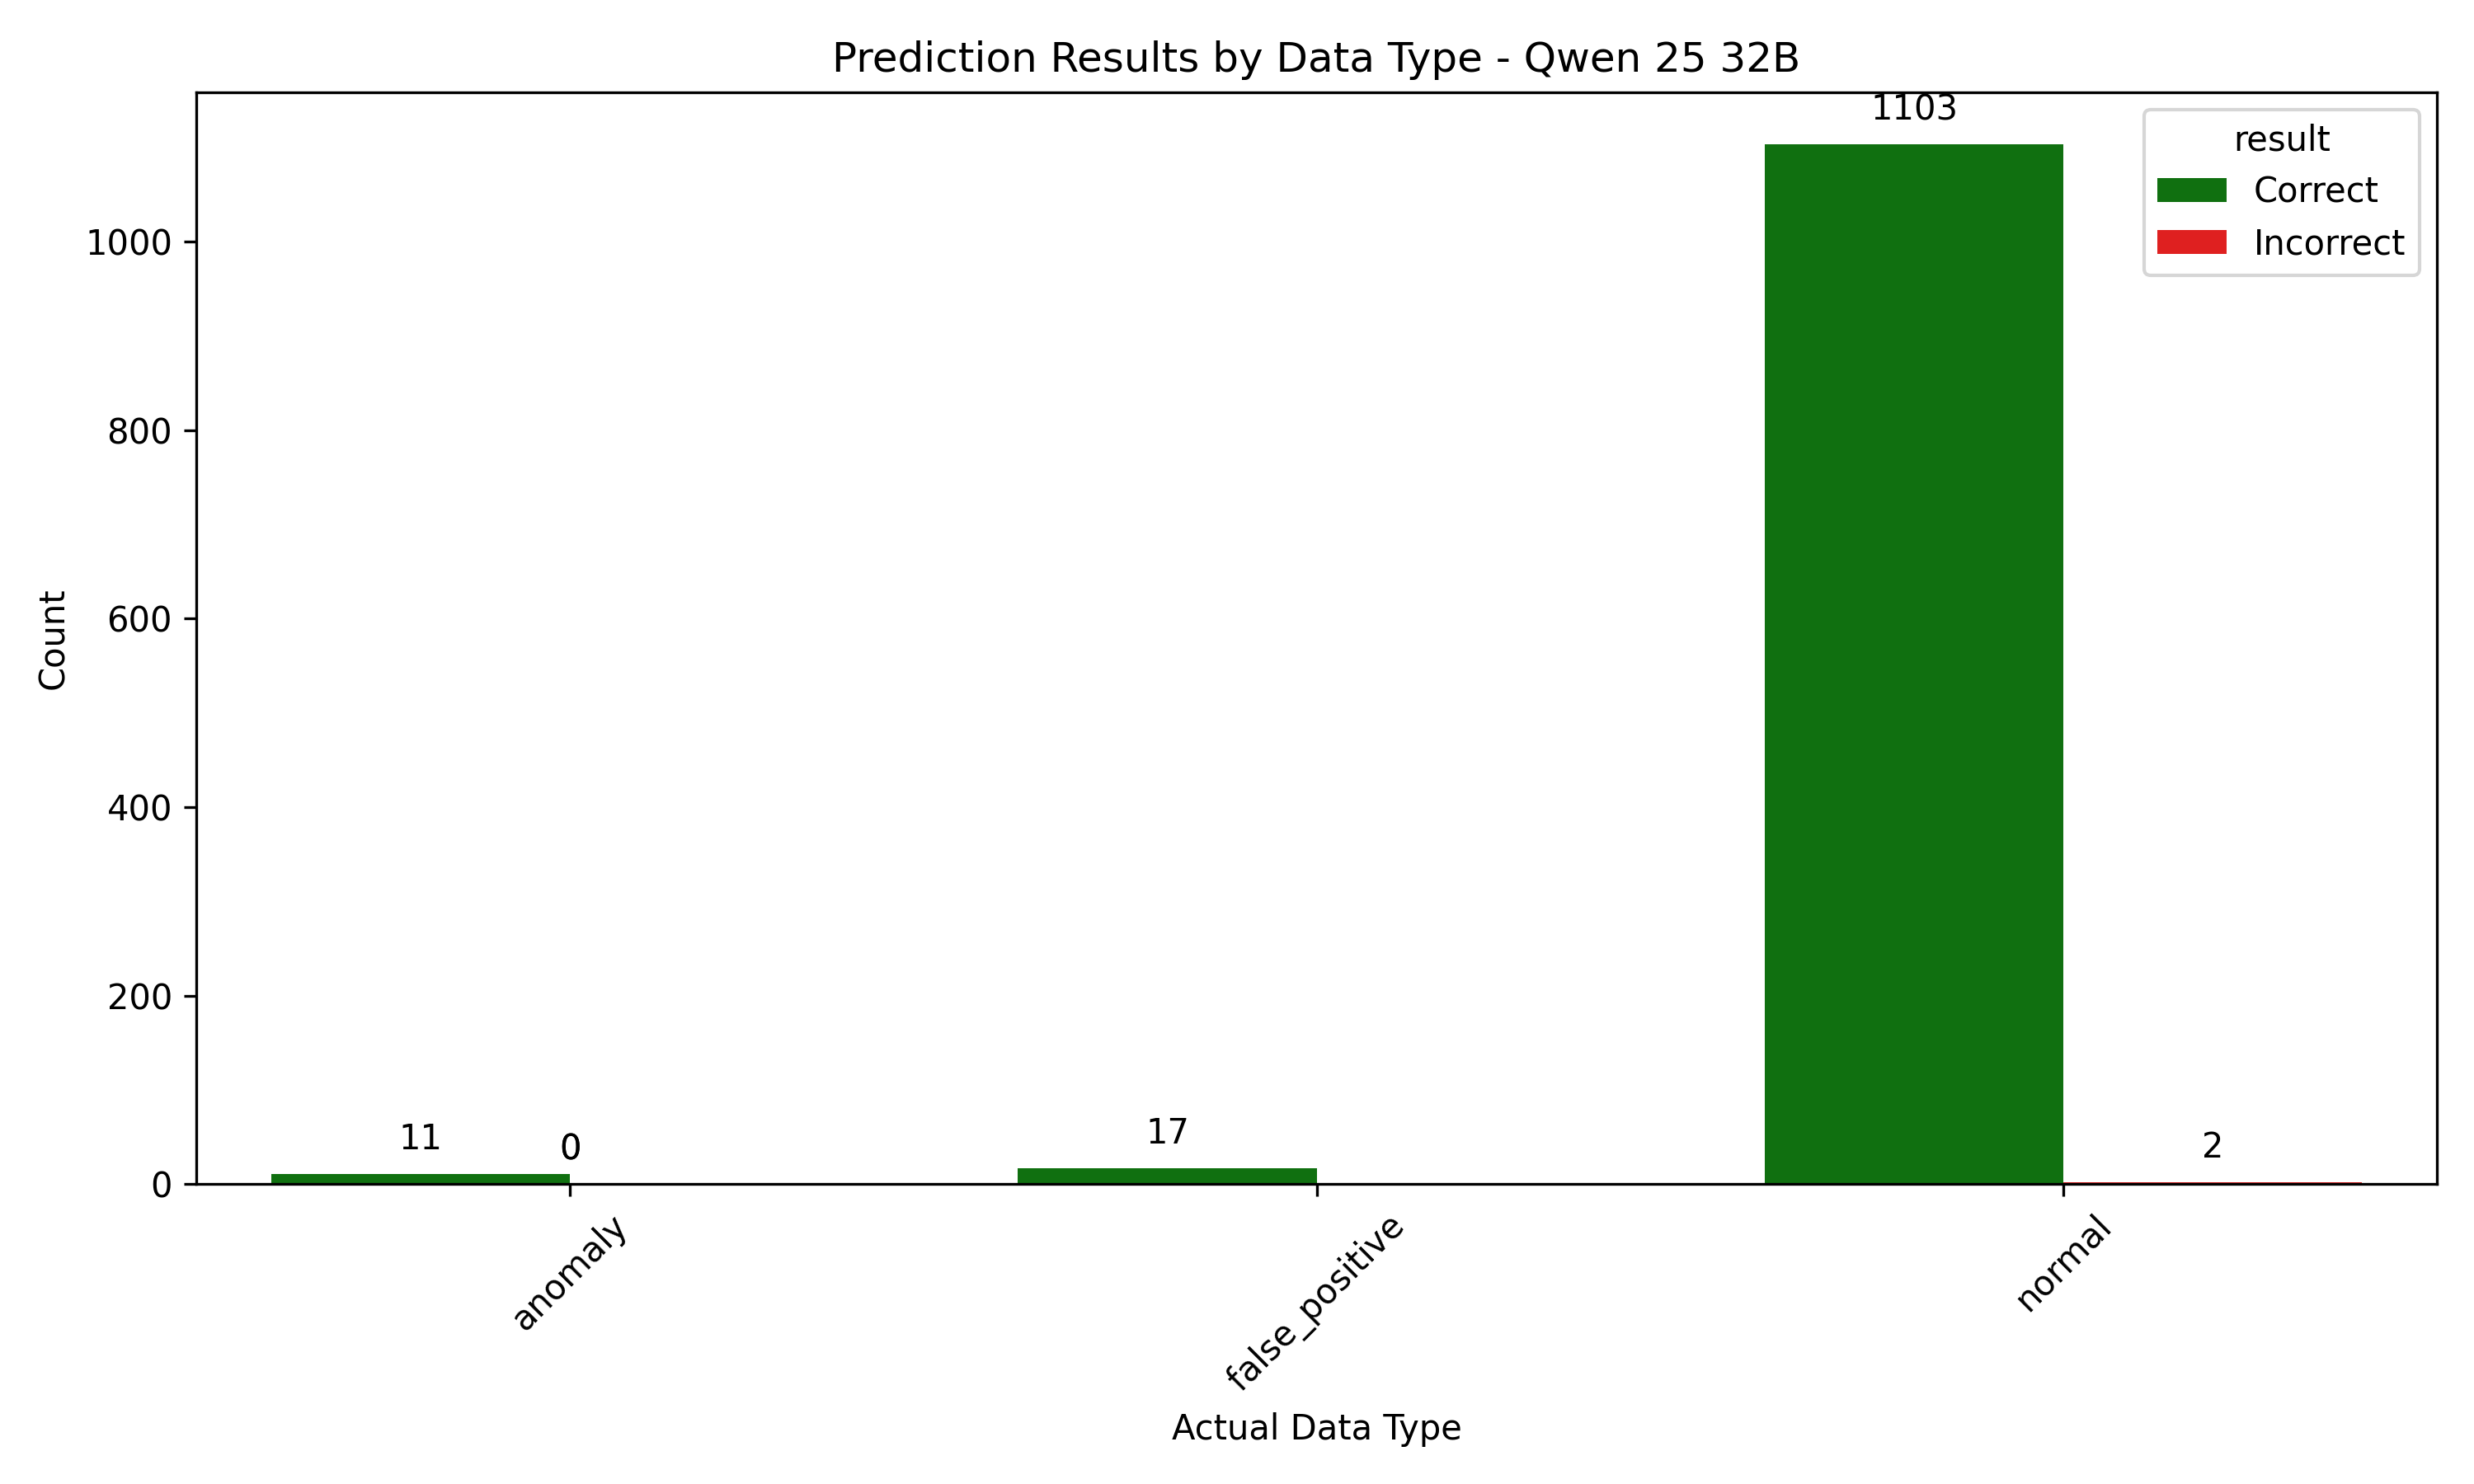 Prediction Results by Data Type - Qwen 25 32B
1103
result
Correct
Incorrect
1000
800
600
400
200
0
Count
11
0
17
2
anomaly
false_positive
normal
Actual Data Type